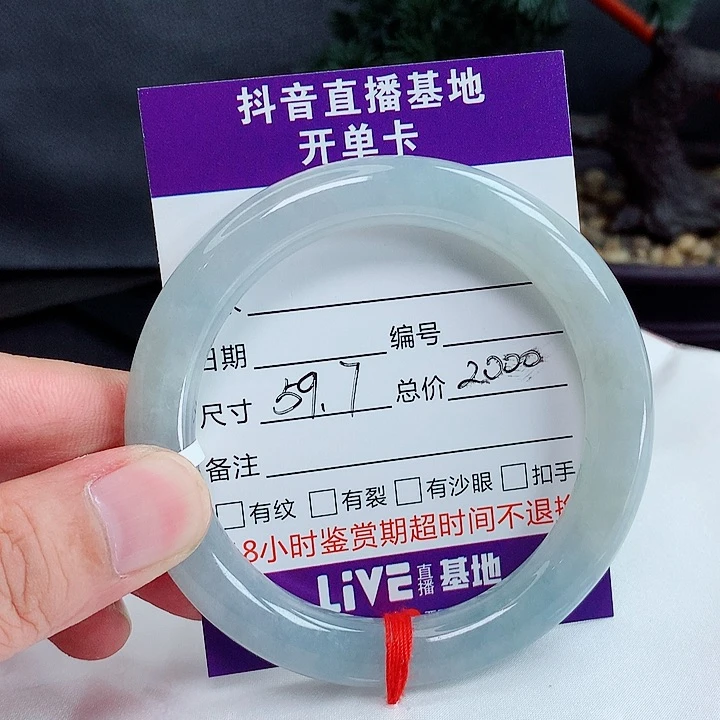 抖音直播基地
开单卡
日期 编号
尺寸 59.7 总价 2000
备注
有纹 有裂 有沙眼 扣手
8小时鉴赏期超时间不退换
LiVE 直播 基地